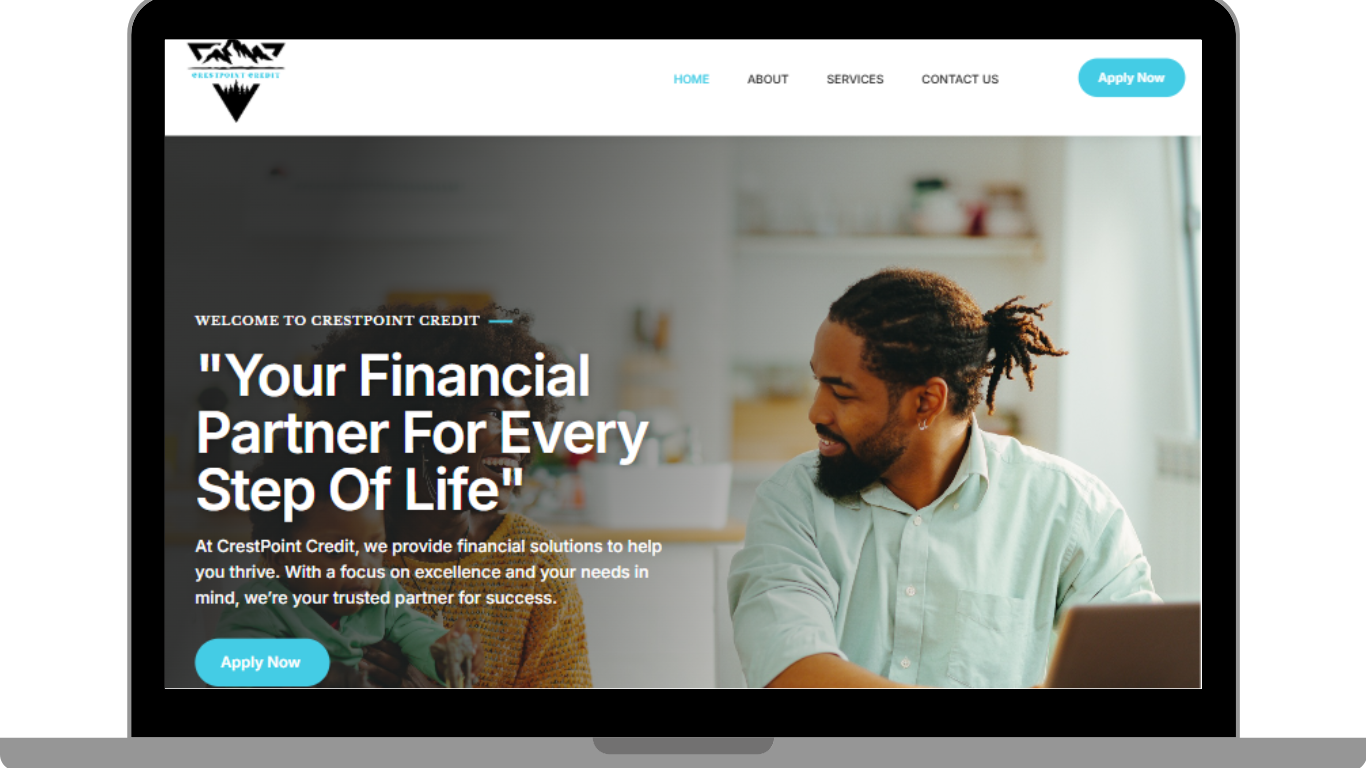 CRESTPOINT CREDIT
HOME ABOUT SERVICES CONTACT US Apply Now
WELCOME TO CRESTPOINT CREDIT
"Your Financial
Partner For Every
Step Of Life"
At CrestPoint Credit, we provide financial solutions to help
you thrive. With a focus on excellence and your needs in
mind, we’re your trusted partner for success.
Apply Now